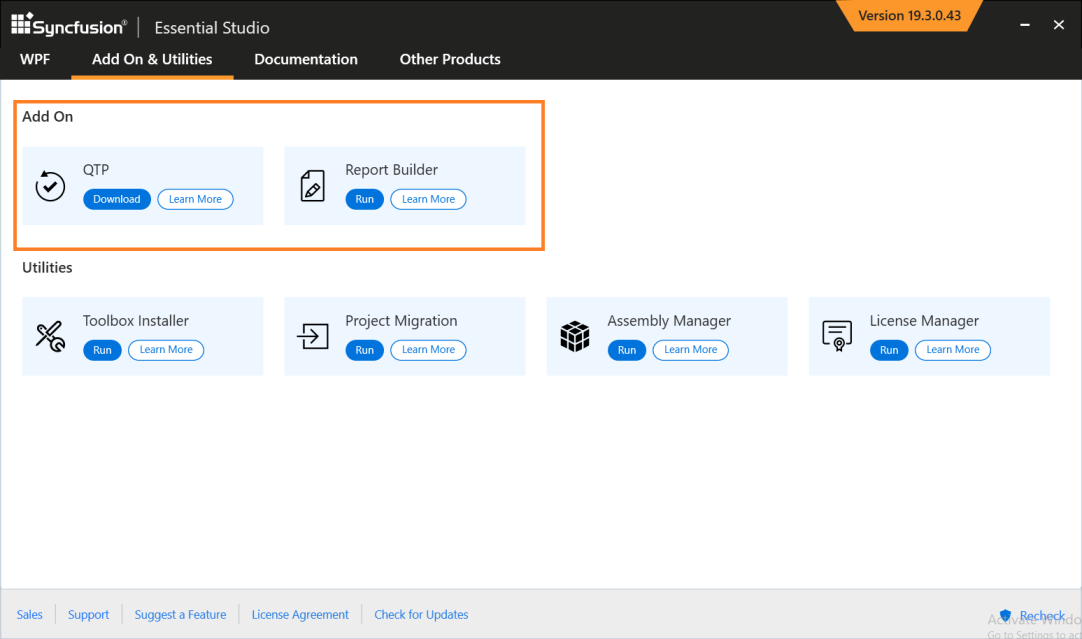 Syncfusion® | Essential Studio
Version 19.3.0.43
WPF Add On & Utilities Documentation Other Products
Add On
QTP
Download Learn More
Report Builder
Run Learn More
Utilities
Toolbox Installer
Run Learn More
Project Migration
Run Learn More
Assembly Manager
Run Learn More
License Manager
Run Learn More
Sales Support Suggest a Feature License Agreement Check for Updates
Recheck
Activate Windo
Go to Settings to act